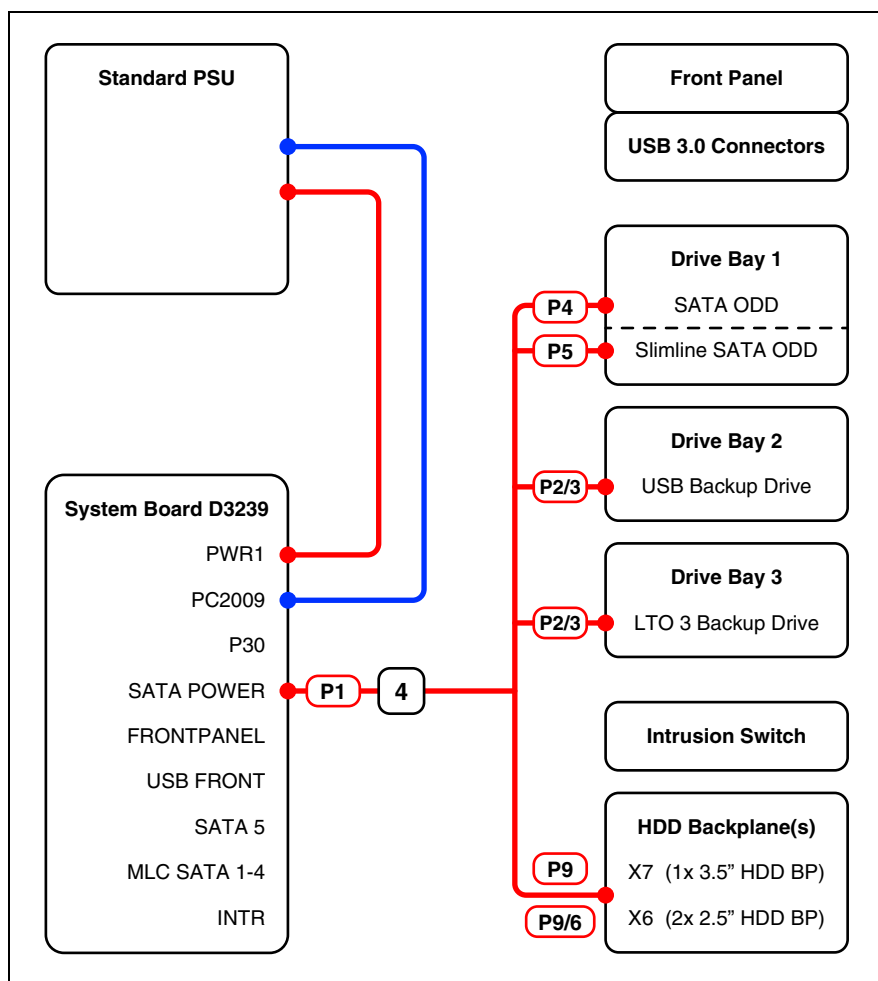 Standard PSU
Front Panel
USB 3.0 Connectors
Drive Bay 1
P4
SATA ODD
P5
Slimline SATA ODD
Drive Bay 2
P2/3
USB Backup Drive
Drive Bay 3
P2/3
LTO 3 Backup Drive
System Board D3239
PWR1
PC2009
P30
SATA POWER
P1
4
FRONTPANEL
USB FRONT
SATA 5
MLC SATA 1-4
INTR
Intrusion Switch
HDD Backplane(s)
P9
X7 (1x 3.5” HDD BP)
P9/6
X6 (2x 2.5” HDD BP)